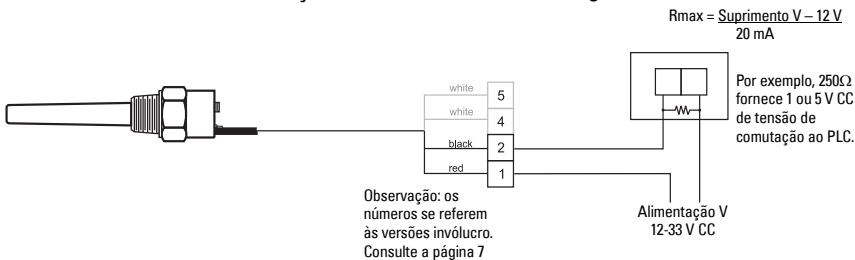 Rmax = Suprimento V – 12 V
20 mA
white
5
white
4
black
2
red
1
Por exemplo, 250Ω
fornece 1 ou 5 V CC
de tensão de
comutação ao PLC.
Observação: os
números se referem
às versões invólucro.
Consulte a página 7
Alimentação V
12-33 V CC